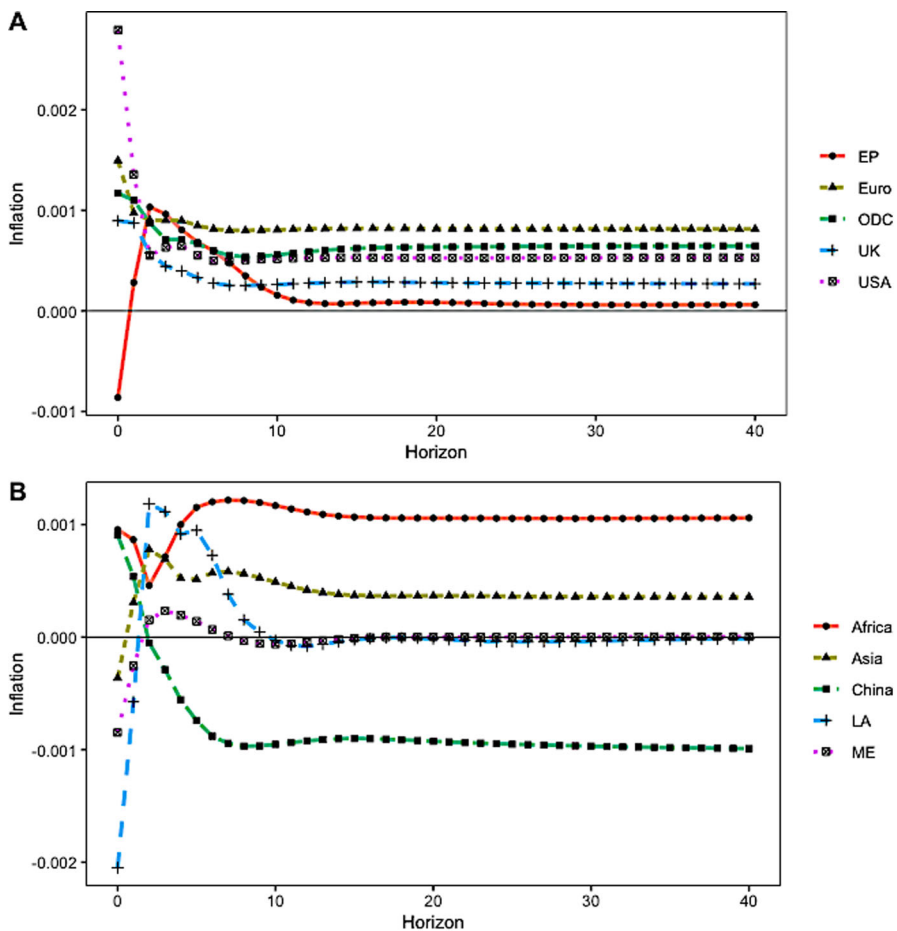 A
0.002
0.001
0.000
-0.001
Inflation
0 10 20 30 40
Horizon
EP
Euro
ODC
UK
USA
B
0.001
0.000
-0.001
-0.002
Inflation
0 10 20 30 40
Horizon
Africa
Asia
China
LA
ME